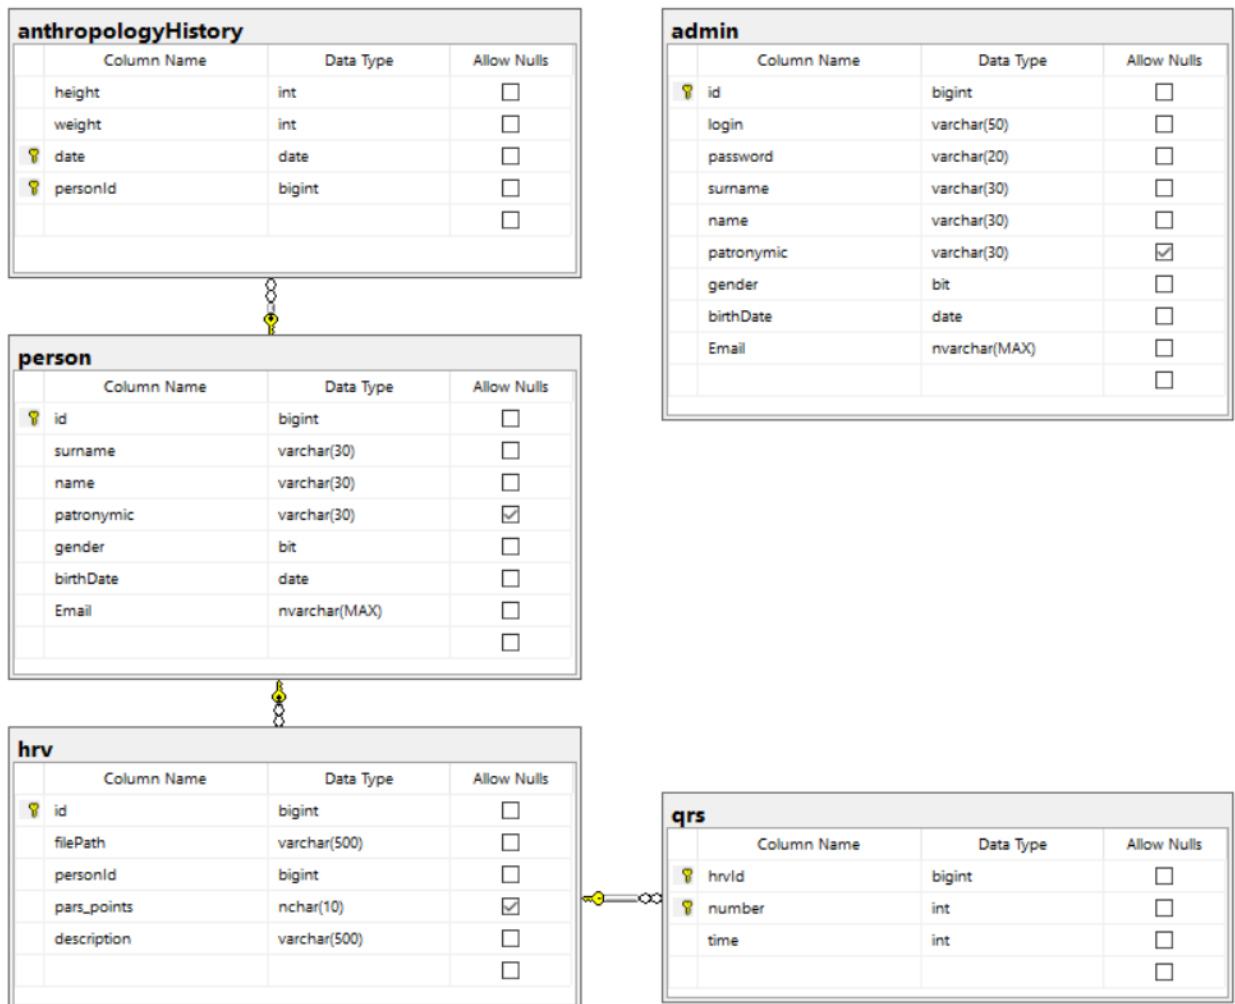 anthropologyHistory
Column Name Data Type Allow Nulls
height int
weight int
date date
personId bigint
admin
Column Name Data Type Allow Nulls
id bigint
login varchar(50)
password varchar(20)
surname varchar(30)
name varchar(30)
patronymic varchar(30)
gender bit
birthDate date
Email nvarchar(MAX)
person
Column Name Data Type Allow Nulls
id bigint
surname varchar(30)
name varchar(30)
patronymic varchar(30)
gender bit
birthDate date
Email nvarchar(MAX)
hrv
Column Name Data Type Allow Nulls
id bigint
filePath varchar(500)
personId bigint
pars_points nchar(10)
description varchar(500)
qrs
Column Name Data Type Allow Nulls
hrvId bigint
number int
time int